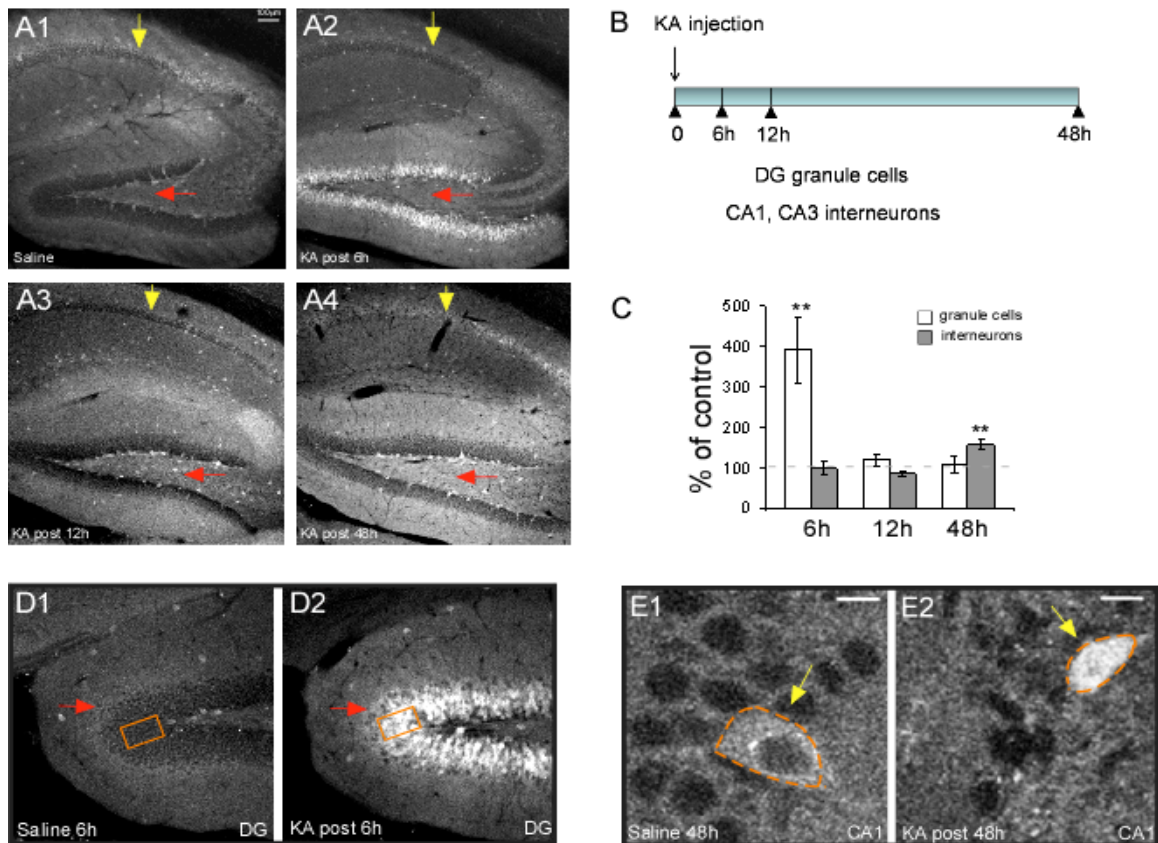 A1
100µm
Saline
A2
KA post 6h
A3
KA post 12h
A4
KA post 48h
B
KA injection
0 6h 12h 48h
DG granule cells
CA1, CA3 interneurons
C
% of control
500
400
300
200
100
0
**
**
granule cells
interneurons
6h 12h 48h
D1
Saline 6h
DG
D2
KA post 6h
DG
E1
Saline 48h
CA1
E2
KA post 48h
CA1